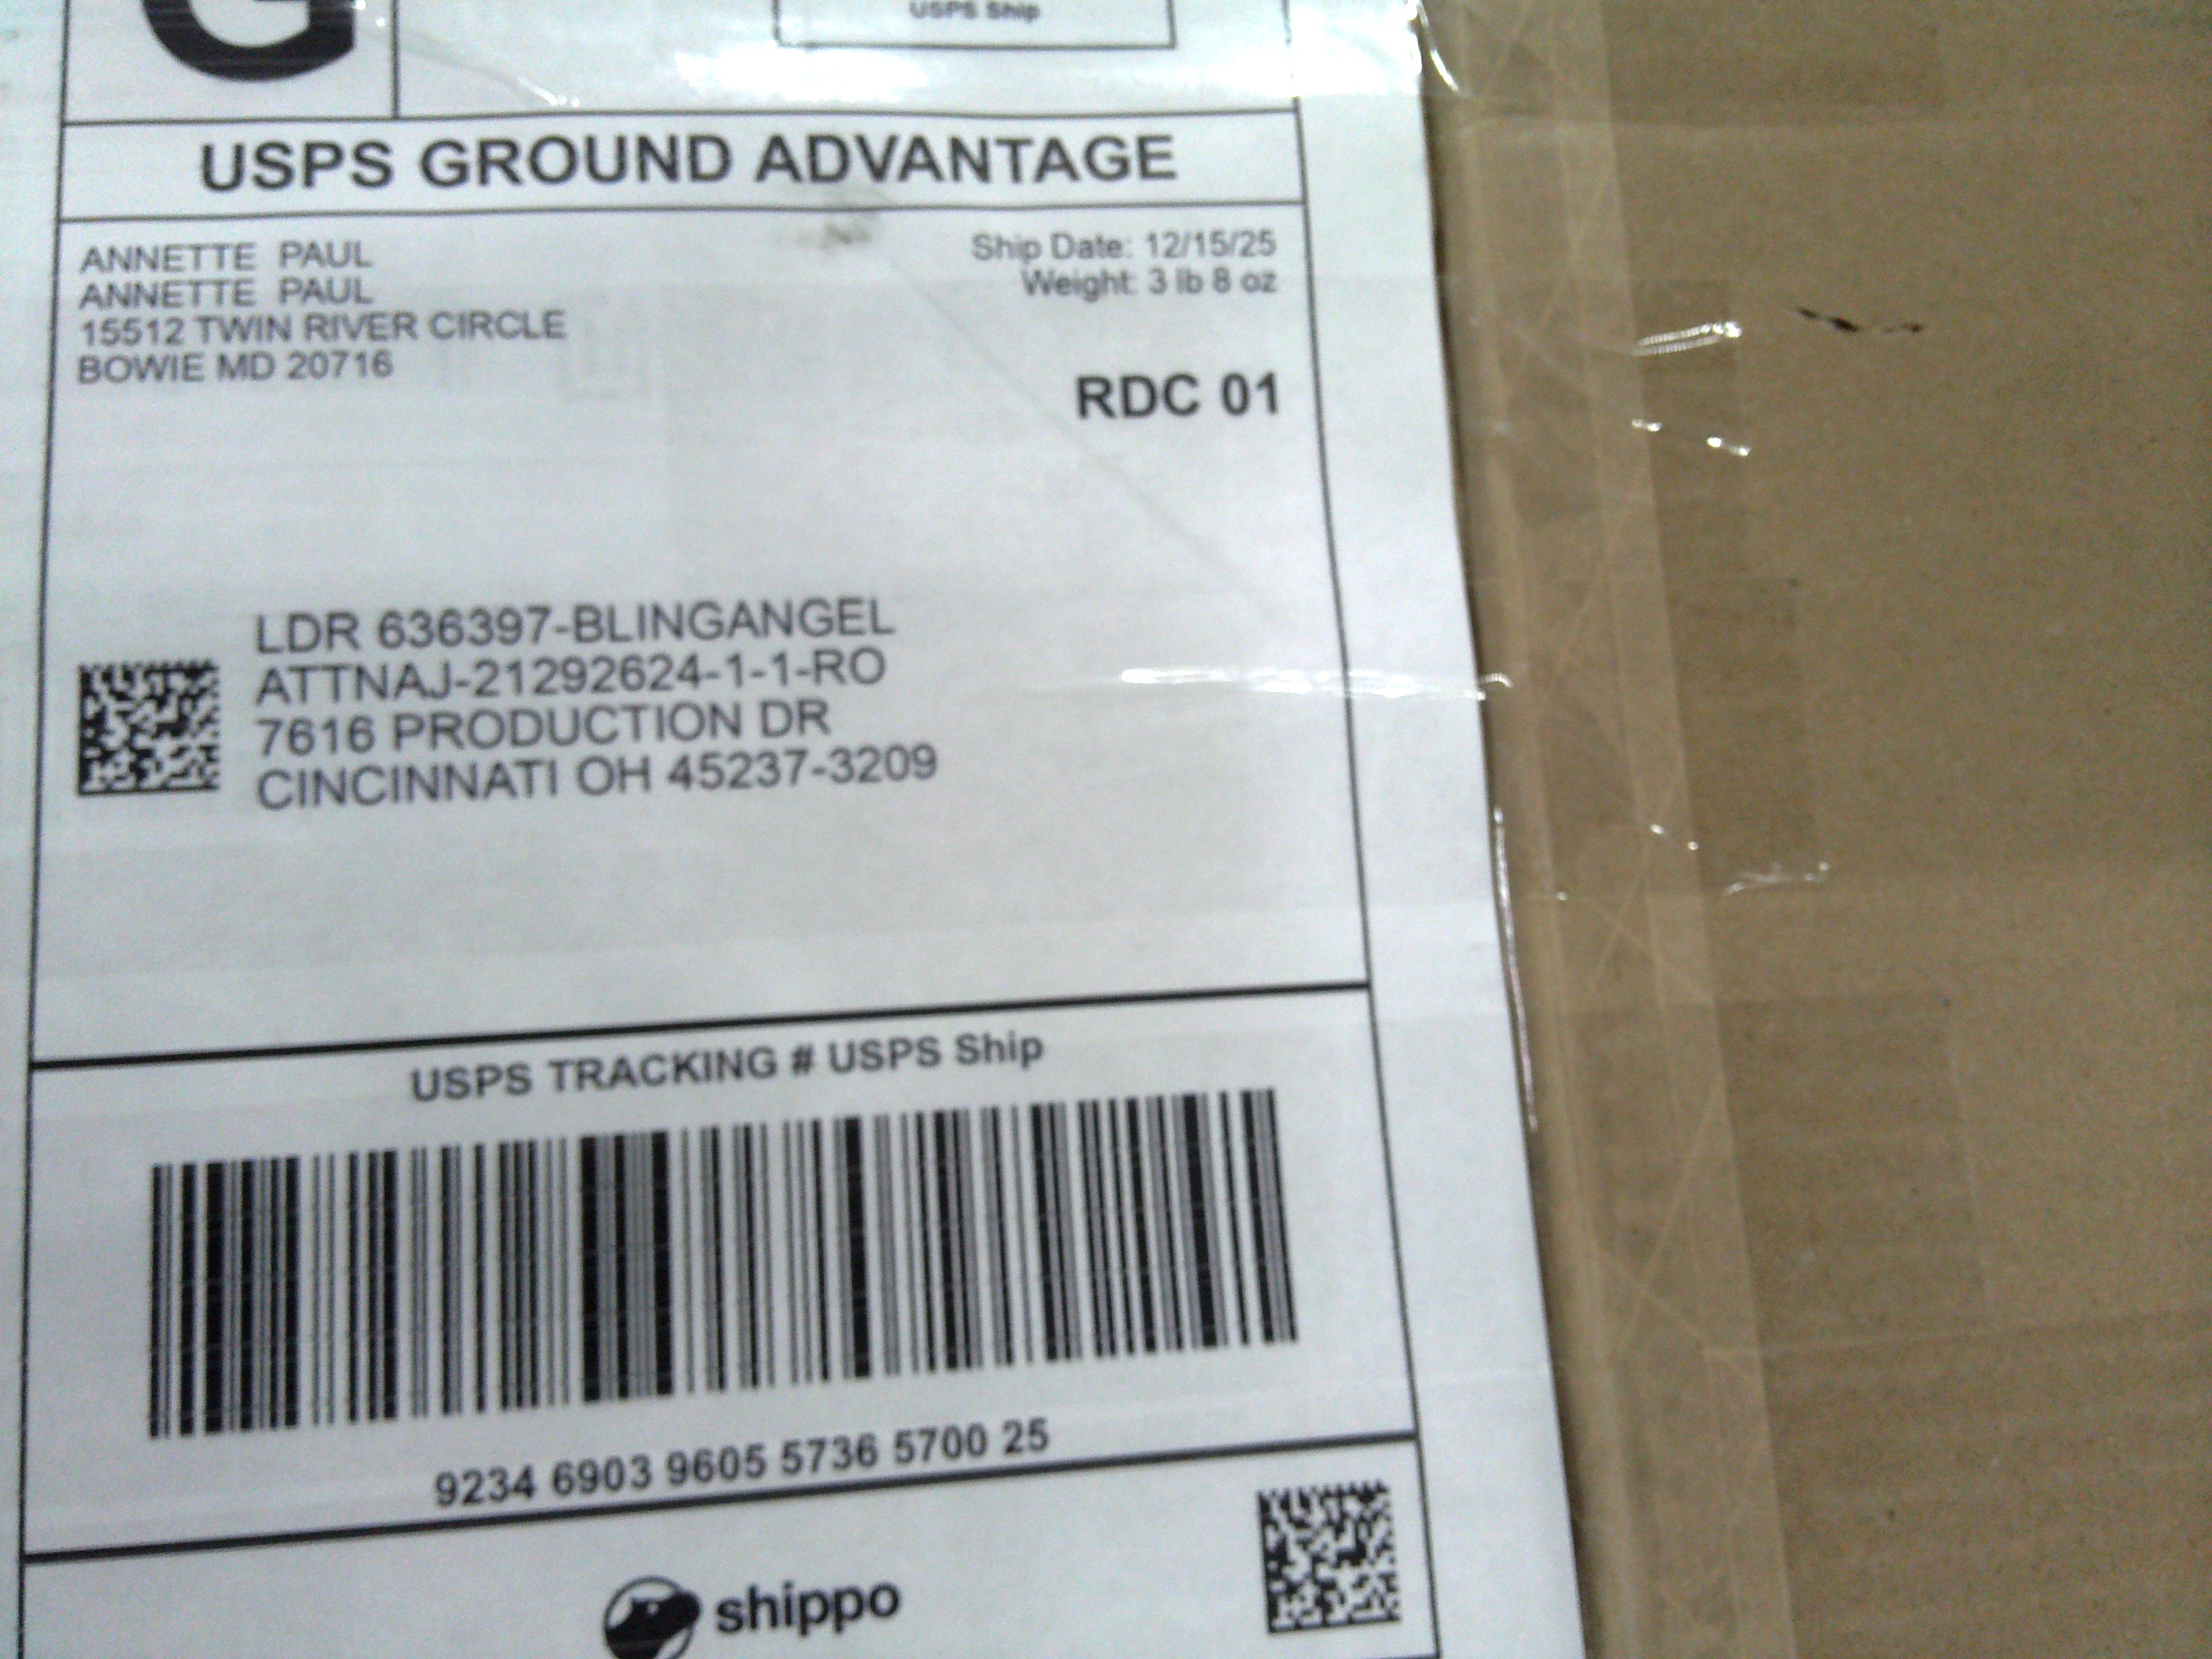 G
USPS Ship
USPS GROUND ADVANTAGE
ANNETTE PAUL
ANNETTE PAUL
15512 TWIN RIVER CIRCLE
BOWIE MD 20716
Ship Date: 12/15/25
Weight: 3 lb 8 oz
RDC 01
LDR 636397-BLINGANGEL
ATTNAJ-21292624-1-1-RO
7616 PRODUCTION DR
CINCINNATI OH 45237-3209
USPS TRACKING # USPS Ship
9234 6903 9605 5736 5700 25
shippo